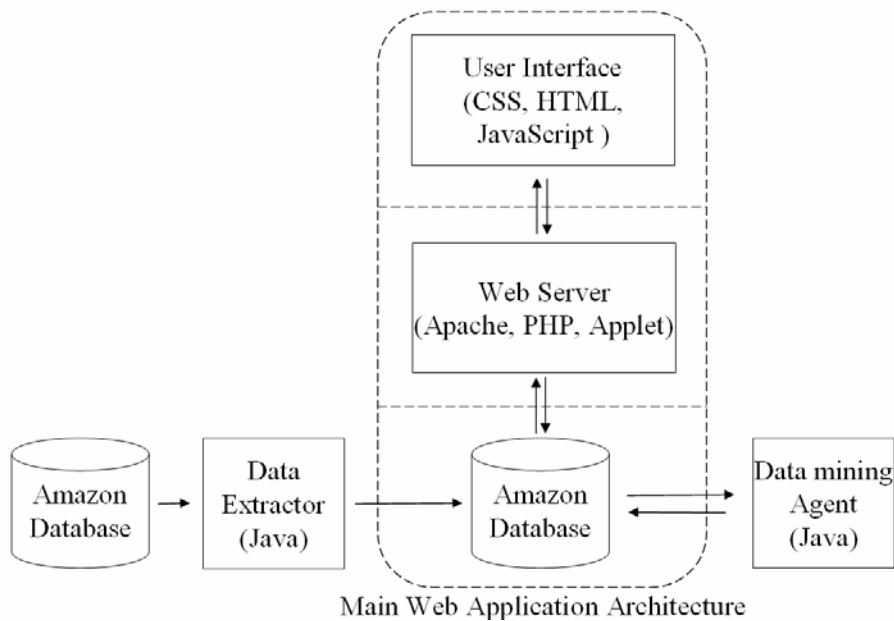 User Interface
(CSS, HTML,
JavaScript )
Web Server
(Apache, PHP, Applet)
Amazon
Database
Data
Extractor
(Java)
Amazon
Database
Data mining
Agent
(Java)
Main Web Application Architecture